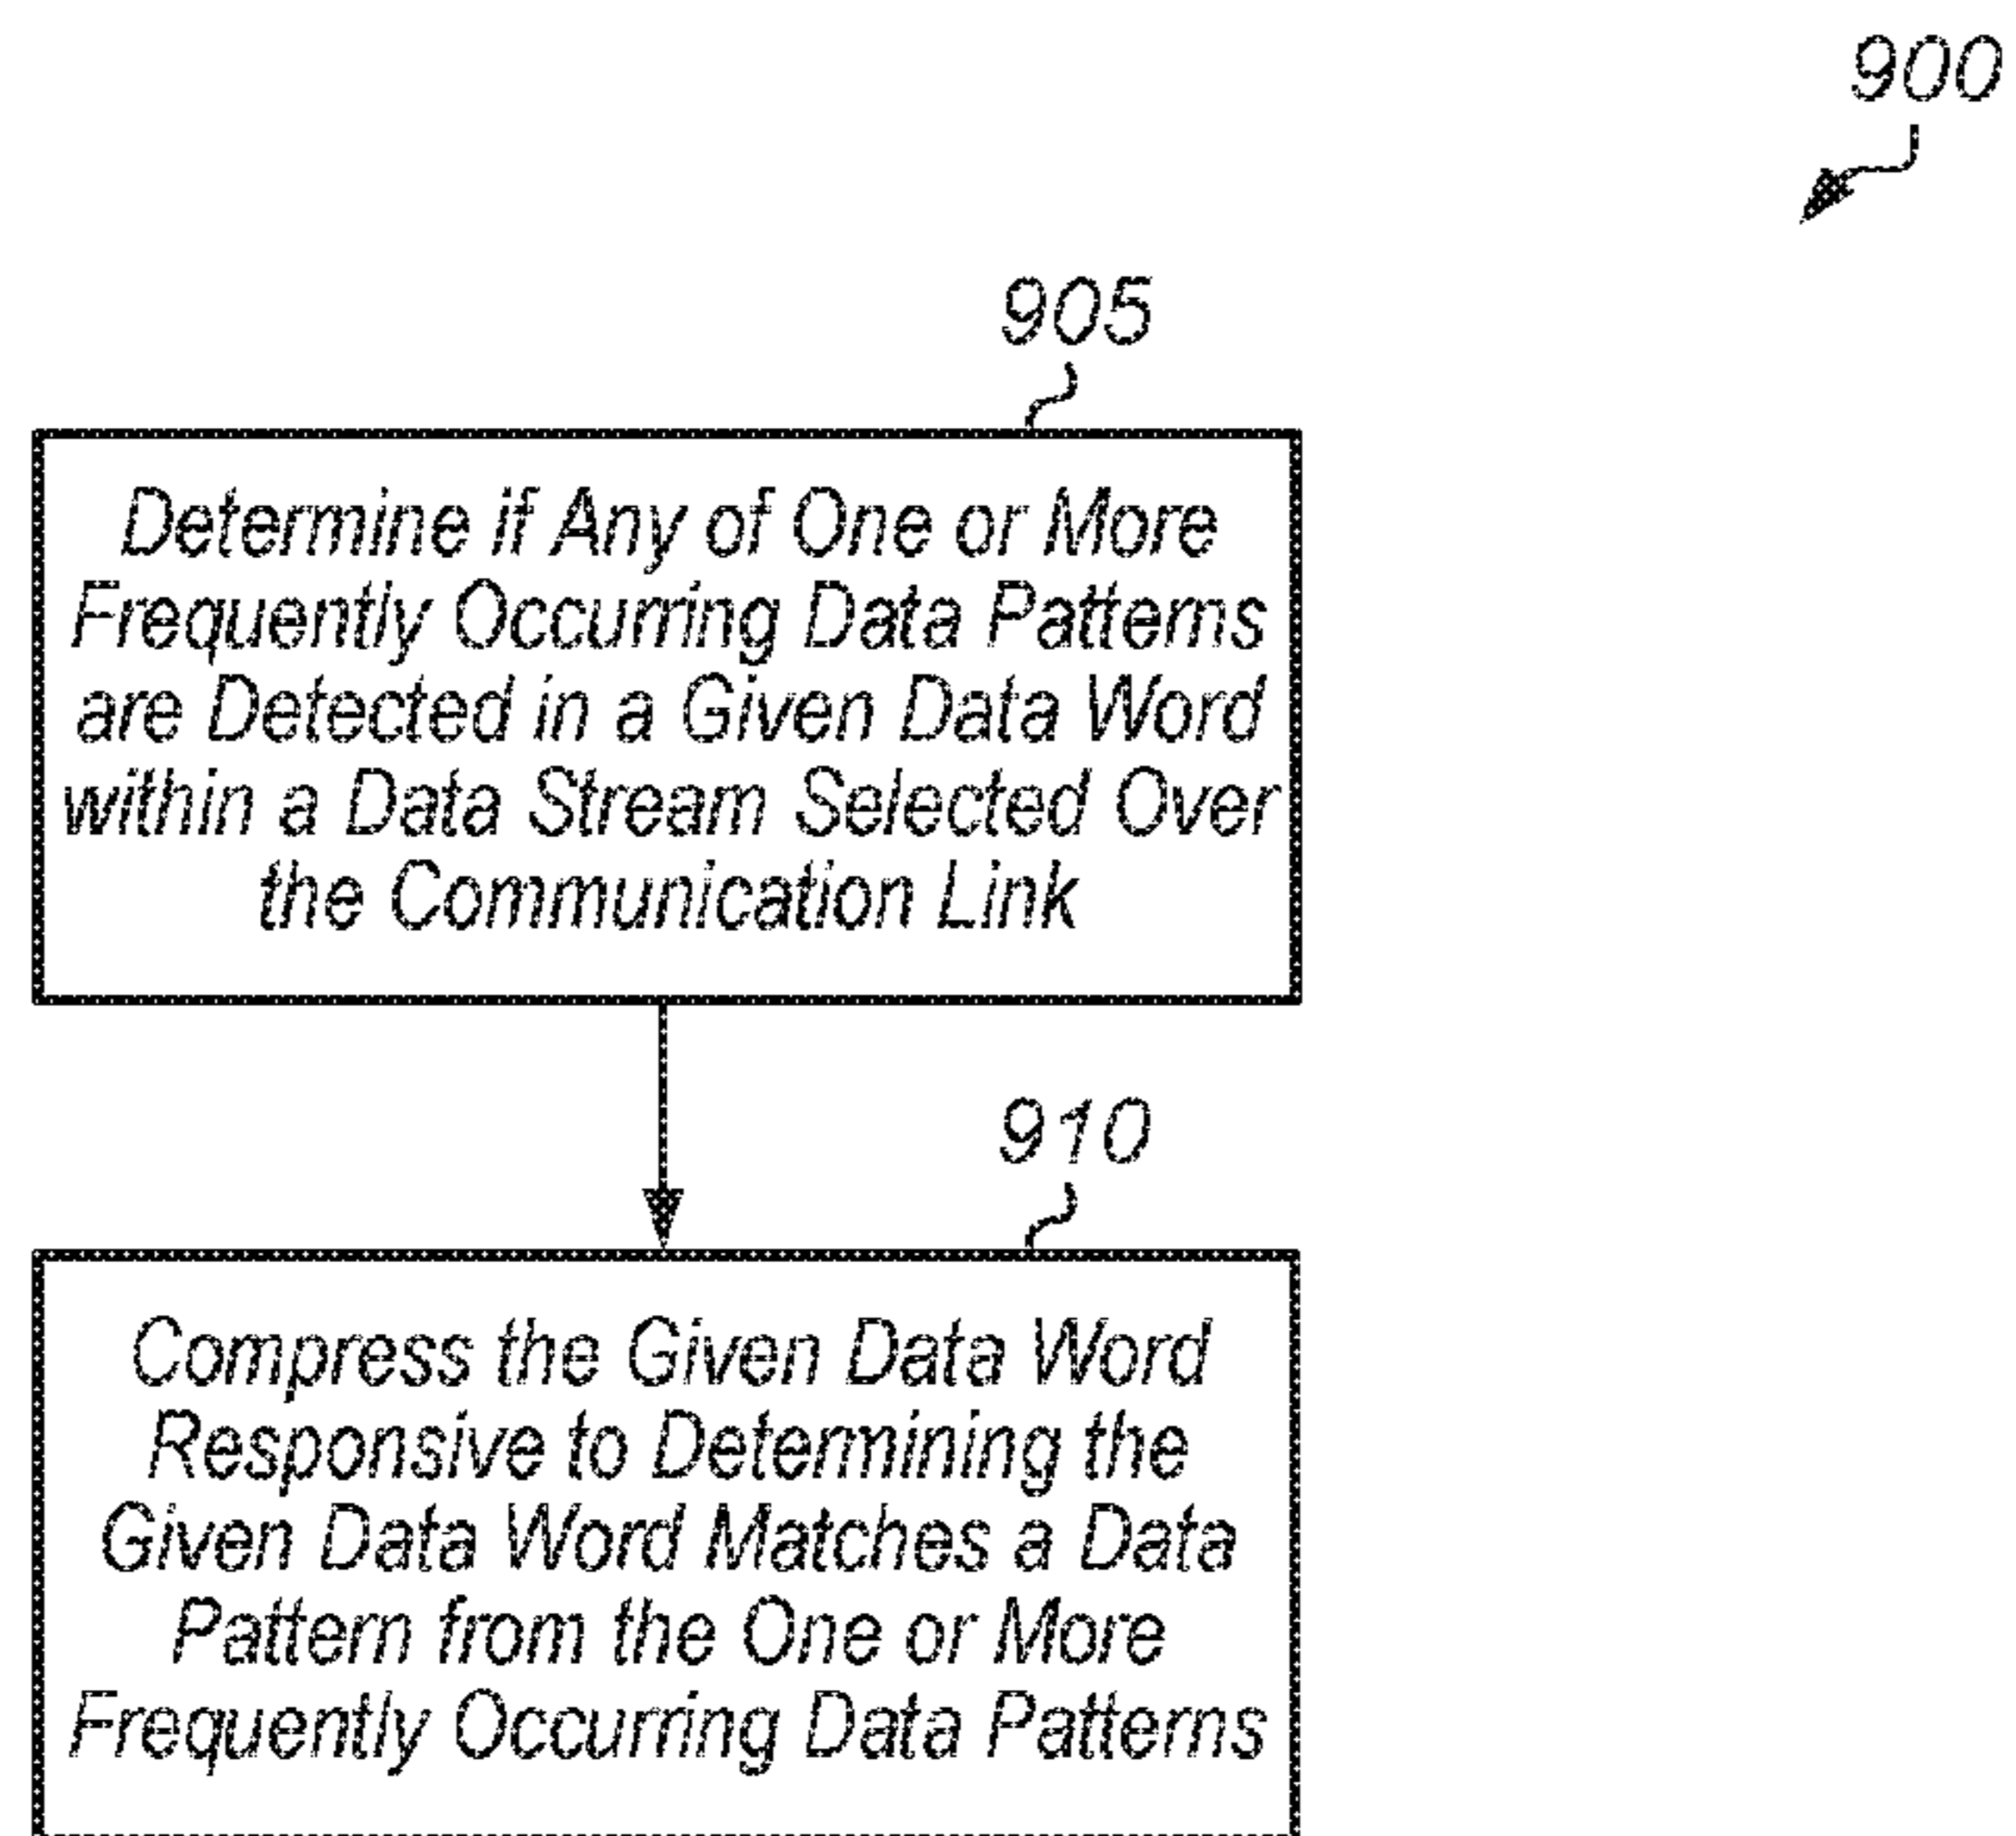 900
905
Determine if Any of One or More
Frequently Occurring Data Patterns
are Detected in a Given Data Word
within a Data Stream Selected Over
the Communication Link
910
Compress the Given Data Word
Responsive to Determining the
Given Data Word Matches a Data
Pattern from the One or More
Frequently Occurring Data Patterns